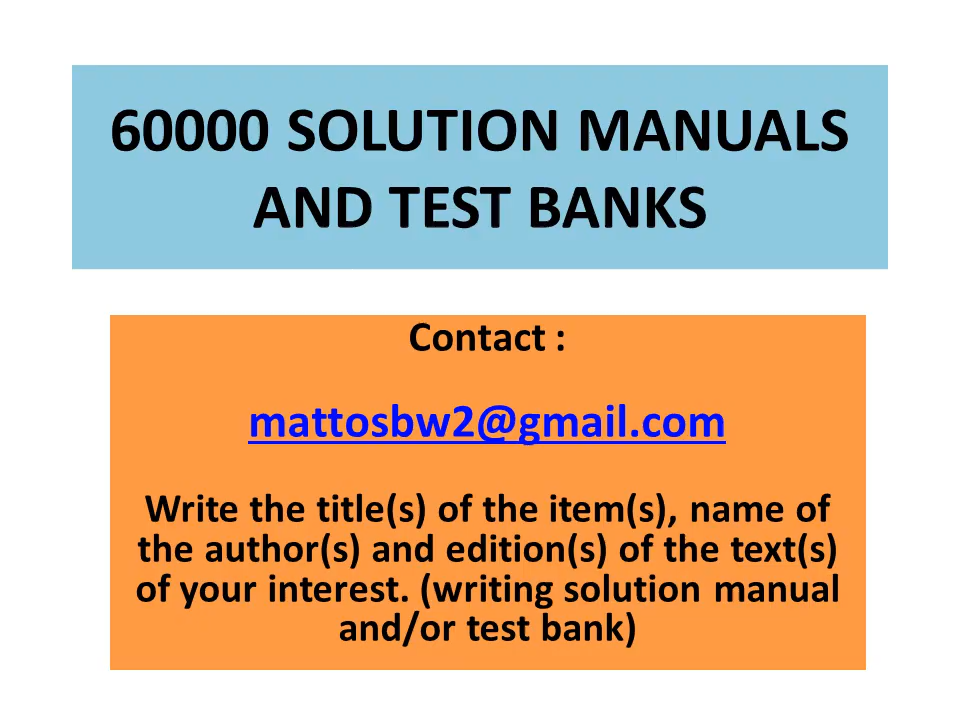 60000 SOLUTION MANUALS
AND TEST BANKS
Contact :
mattosbw2@gmail.com
Write the title(s) of the item(s), name of
the author(s) and edition(s) of the text(s)
of your interest. (writing solution manual
and/or test bank)